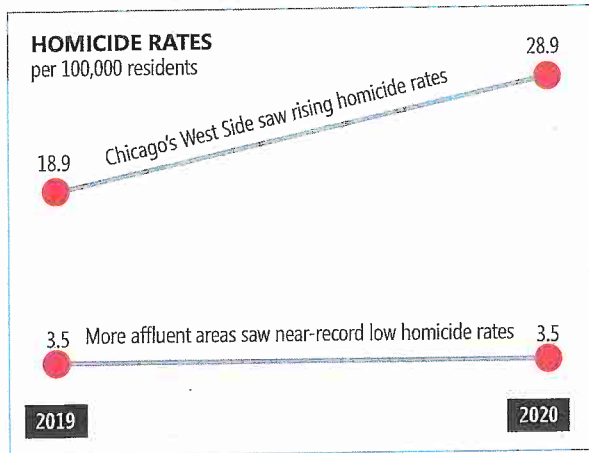 HOMICIDE RATES
per 100,000 residents
28.9
Chicago's West Side saw rising homicide rates
18.9
3.5
More affluent areas saw near-record low homicide rates
3.5
2019
2020